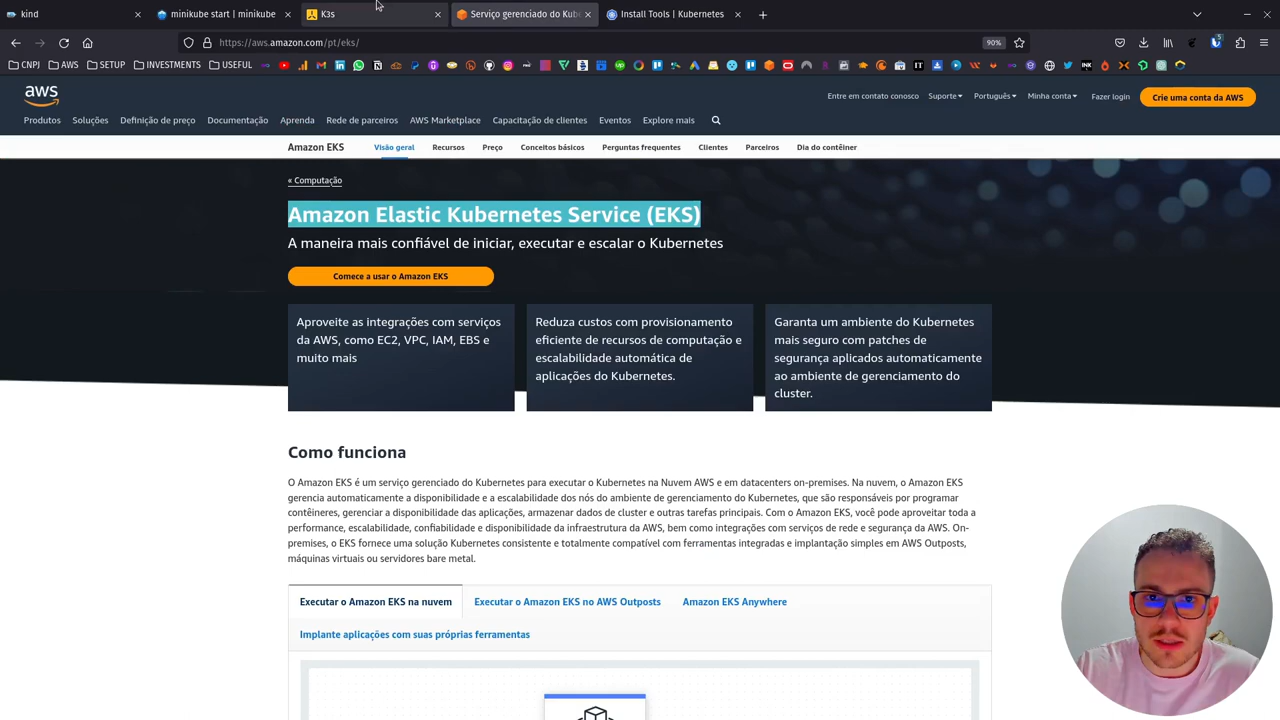 kind
minikube start | minikube
K3s
Serviço gerenciado do Kub
Install Tools | Kubernetes
https://aws.amazon.com/pt/eks/
90%
CNPJ
AWS
SETUP
INVESTMENTS
USEFUL
aws
Entre em contato conosco
Suporte
Português
Minha conta
Fazer login
Crie uma conta da AWS
Produtos
Soluções
Definição de preço
Documentação
Aprenda
Rede de parceiros
AWS Marketplace
Capacitação de clientes
Eventos
Explore mais
Amazon EKS
Visão geral
Recursos
Preço
Conceitos básicos
Perguntas frequentes
Clientes
Parceiros
Dia do contêiner
« Computação
Amazon Elastic Kubernetes Service (EKS)
A maneira mais confiável de iniciar, executar e escalar o Kubernetes
Comece a usar o Amazon EKS
Aproveite as integrações com serviços
da AWS, como EC2, VPC, IAM, EBS e
muito mais
Reduza custos com provisionamento
eficiente de recursos de computação e
escalabilidade automática de
aplicações do Kubernetes.
Garanta um ambiente do Kubernetes
mais seguro com patches de
segurança aplicados automaticamente
ao ambiente de gerenciamento do
cluster.
Como funciona
O Amazon EKS é um serviço gerenciado do Kubernetes para executar o Kubernetes na Nuvem AWS e em datacenters on-premises. Na nuvem, o Amazon EKS
gerencia automaticamente a disponibilidade e a escalabilidade dos nós do ambiente de gerenciamento do Kubernetes, que são responsáveis por programar
contêineres, gerenciar a disponibilidade das aplicações, armazenar dados de cluster e outras tarefas principais. Com o Amazon EKS, você pode aproveitar toda a
performance, escalabilidade, confiabilidade e disponibilidade da infraestrutura da AWS, bem como integrações com serviços de rede e segurança da AWS. On-
premises, o EKS fornece uma solução Kubernetes consistente e totalmente compatível com ferramentas integradas e implantação simples em AWS Outposts,
máquinas virtuais ou servidores bare metal.
Executar o Amazon EKS na nuvem
Executar o Amazon EKS no AWS Outposts
Amazon EKS Anywhere
Implante aplicações com suas próprias ferramentas